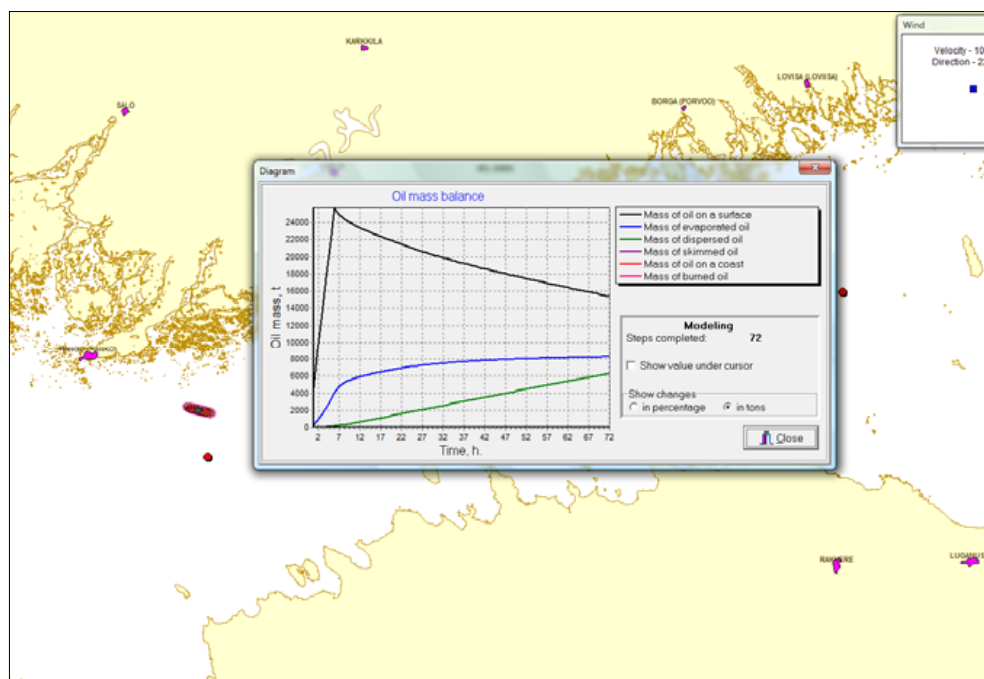 KARKKILA
SALO
LOVISA (LOVIISA)
BORGA (PORVOO)
Wind
Velocity - 10
Direction - 2
Diagram
Oil mass balance
Oil mass, t
24000
22000
20000
18000
16000
14000
12000
10000
8000
6000
4000
2000
0
2 7 12 17 22 27 32 37 42 47 52 57 62 67 72
Time, h.
Mass of oil on a surface
Mass of evaporated oil
Mass of dispersed oil
Mass of skimmed oil
Mass of oil on a coast
Mass of burned oil
Modeling
Steps completed: 72
Show value under cursor
Show changes
in percentage in tons
Close
RAKVERE
LUGANUS